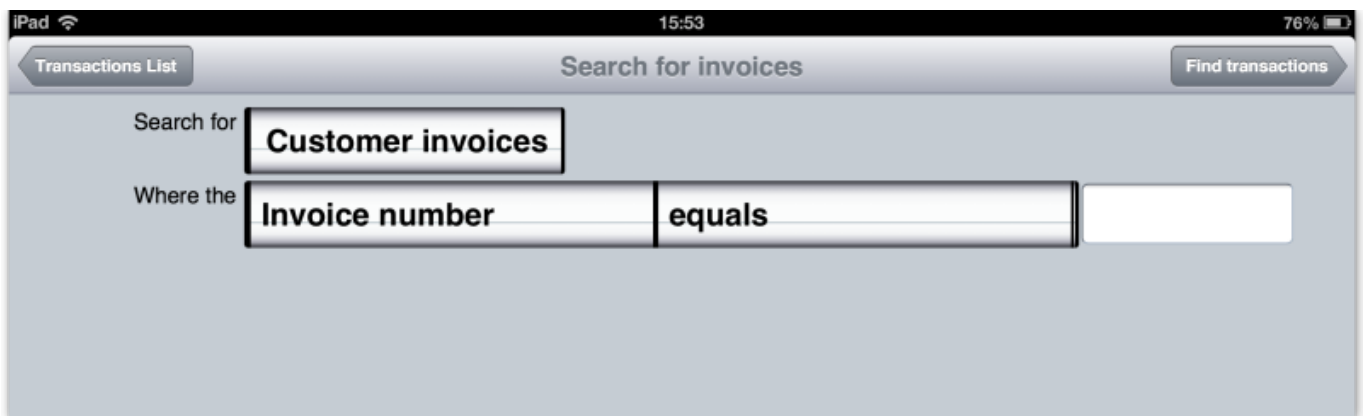 iPad 15:53 76%
Transactions List Search for invoices Find transactions
Search for Customer invoices
Where the Invoice number equals